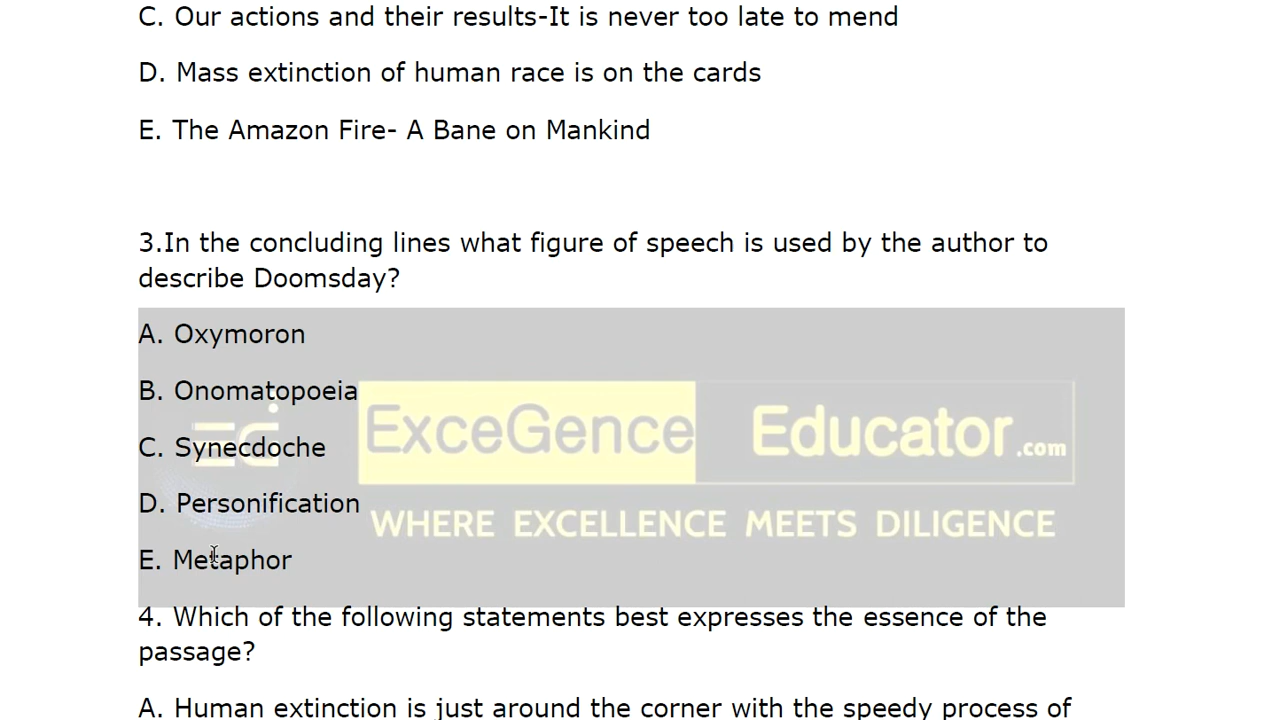 C. Our actions and their results-It is never too late to mend
D. Mass extinction of human race is on the cards
E. The Amazon Fire- A Bane on Mankind
3.In the concluding lines what figure of speech is used by the author to
describe Doomsday?
A. Oxymoron
B. Onomatopoeia
C. Synecdoche
D. Personification
E. Metaphor
EG ExceGence Educator.com
WHERE EXCELLENCE MEETS DILIGENCE
4. Which of the following statements best expresses the essence of the
passage?
A. Human extinction is just around the corner with the speedy process of